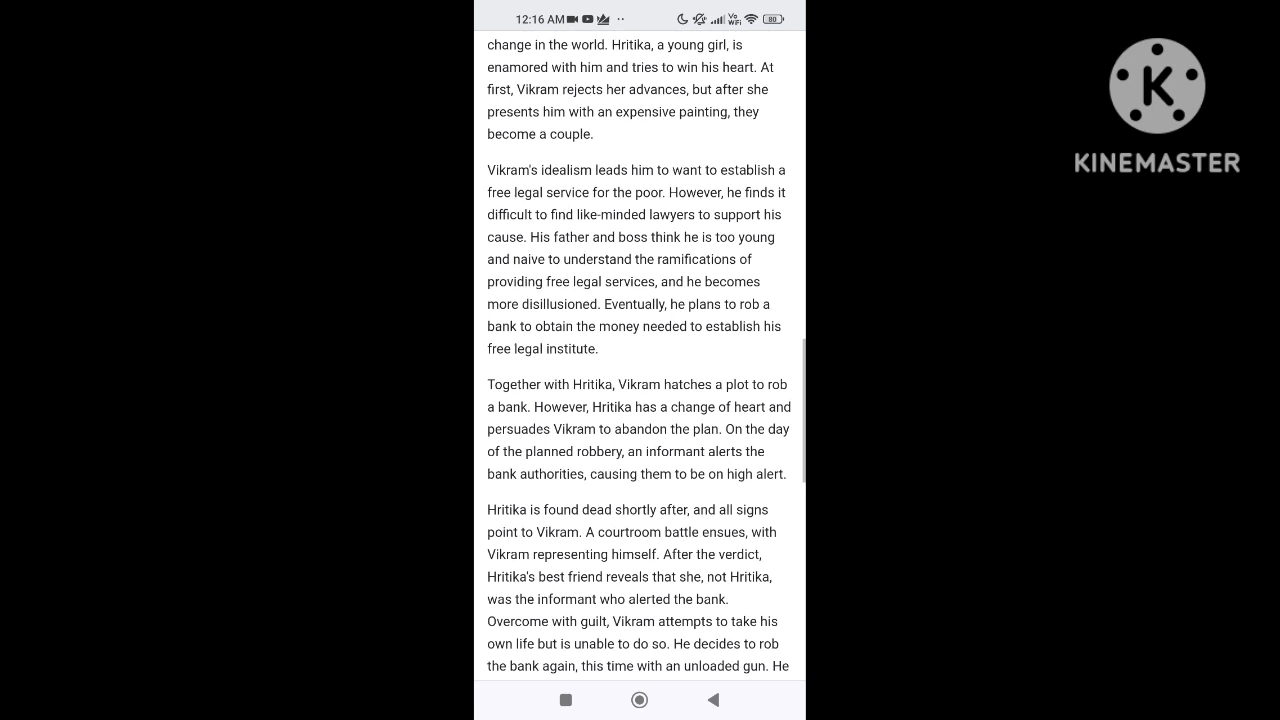 12:16 AM
Vo
WiFi
80
change in the world. Hritika, a young girl, is
enamored with him and tries to win his heart. At
first, Vikram rejects her advances, but after she
presents him with an expensive painting, they
become a couple.
Vikram's idealism leads him to want to establish a
free legal service for the poor. However, he finds it
difficult to find like-minded lawyers to support his
cause. His father and boss think he is too young
and naive to understand the ramifications of
providing free legal services, and he becomes
more disillusioned. Eventually, he plans to rob a
bank to obtain the money needed to establish his
free legal institute.
Together with Hritika, Vikram hatches a plot to rob
a bank. However, Hritika has a change of heart and
persuades Vikram to abandon the plan. On the day
of the planned robbery, an informant alerts the
bank authorities, causing them to be on high alert.
Hritika is found dead shortly after, and all signs
point to Vikram. A courtroom battle ensues, with
Vikram representing himself. After the verdict,
Hritika's best friend reveals that she, not Hritika,
was the informant who alerted the bank.
Overcome with guilt, Vikram attempts to take his
own life but is unable to do so. He decides to rob
the bank again, this time with an unloaded gun. He
K
KINEMASTER